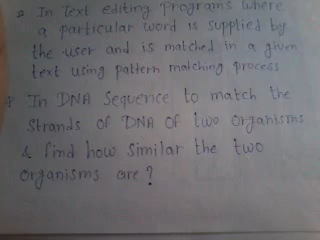 In Text editing Programs where
a particular word is supplied by
the user and is matched in a given
text using pattern matching process
In DNA Sequence to match the
Strands of DNA of two organisms
& find how Similar the two
organisms are ?